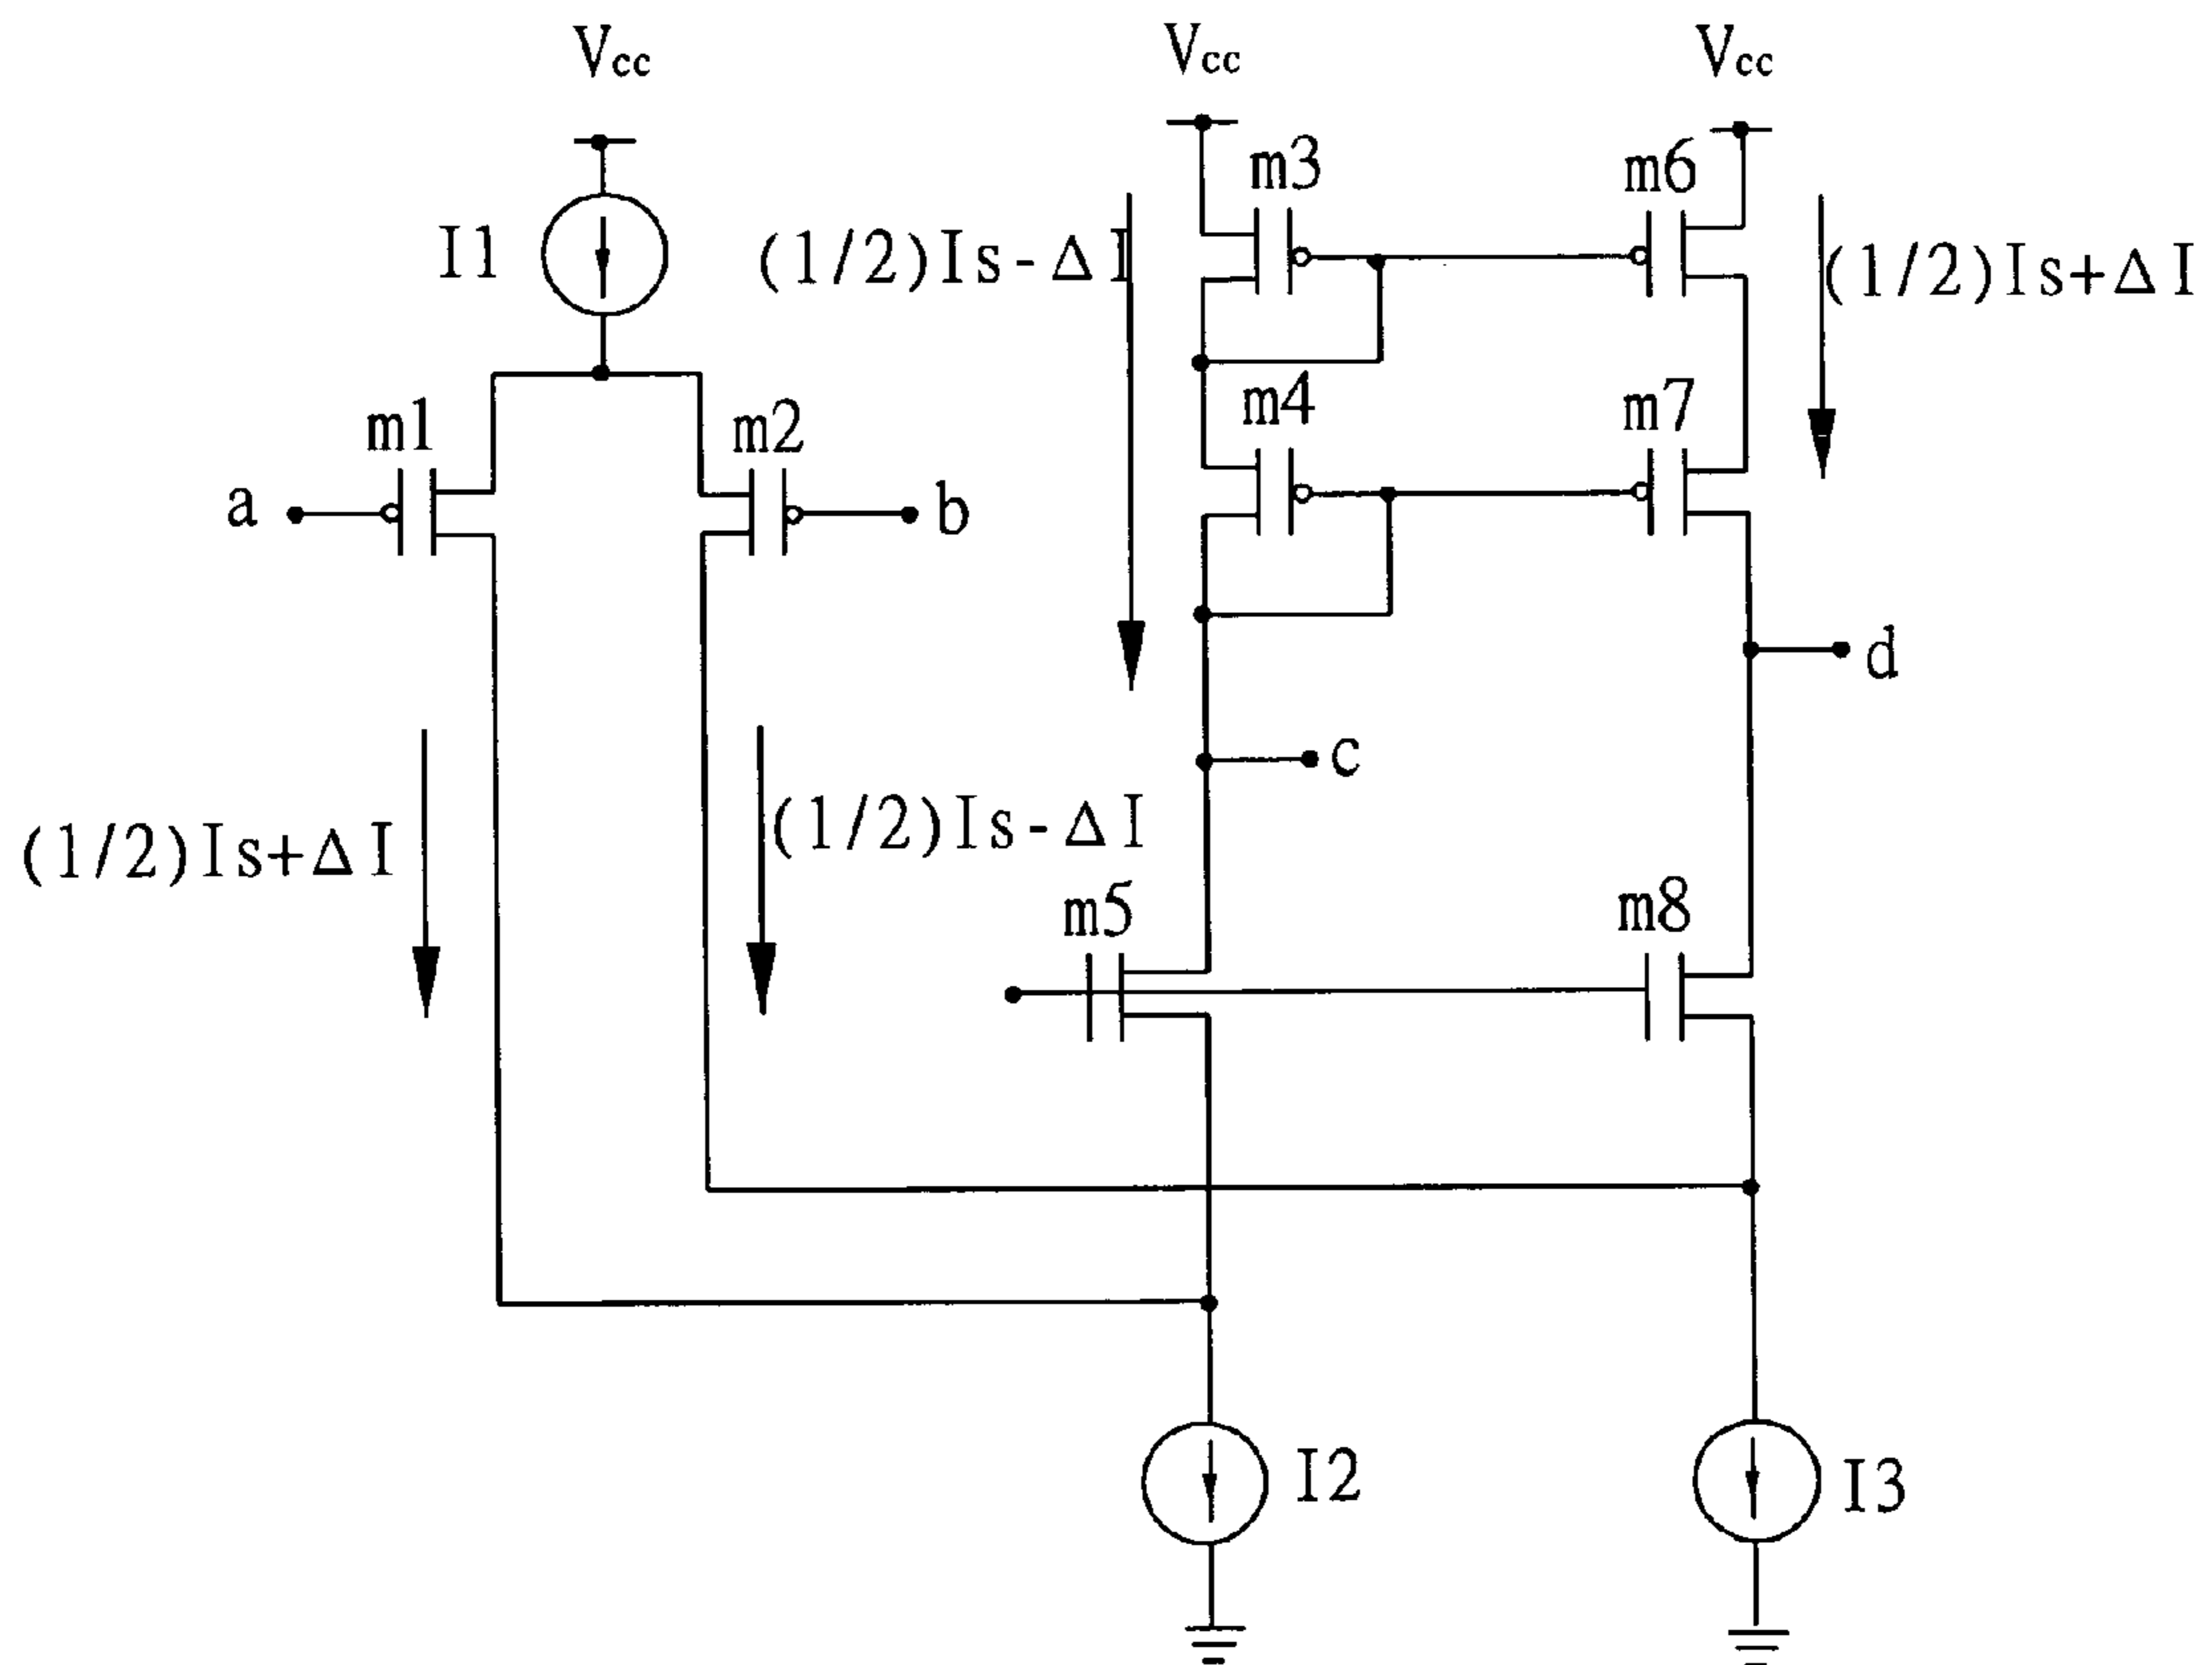 Vcc
Vcc
Vcc
m3
m6
I1
(1/2)Is-ΔI
(1/2)Is+ΔI
m1
m2
m4
m7
a
b
d
c
(1/2)Is+ΔI
(1/2)Is-ΔI
m5
m8
I2
I3